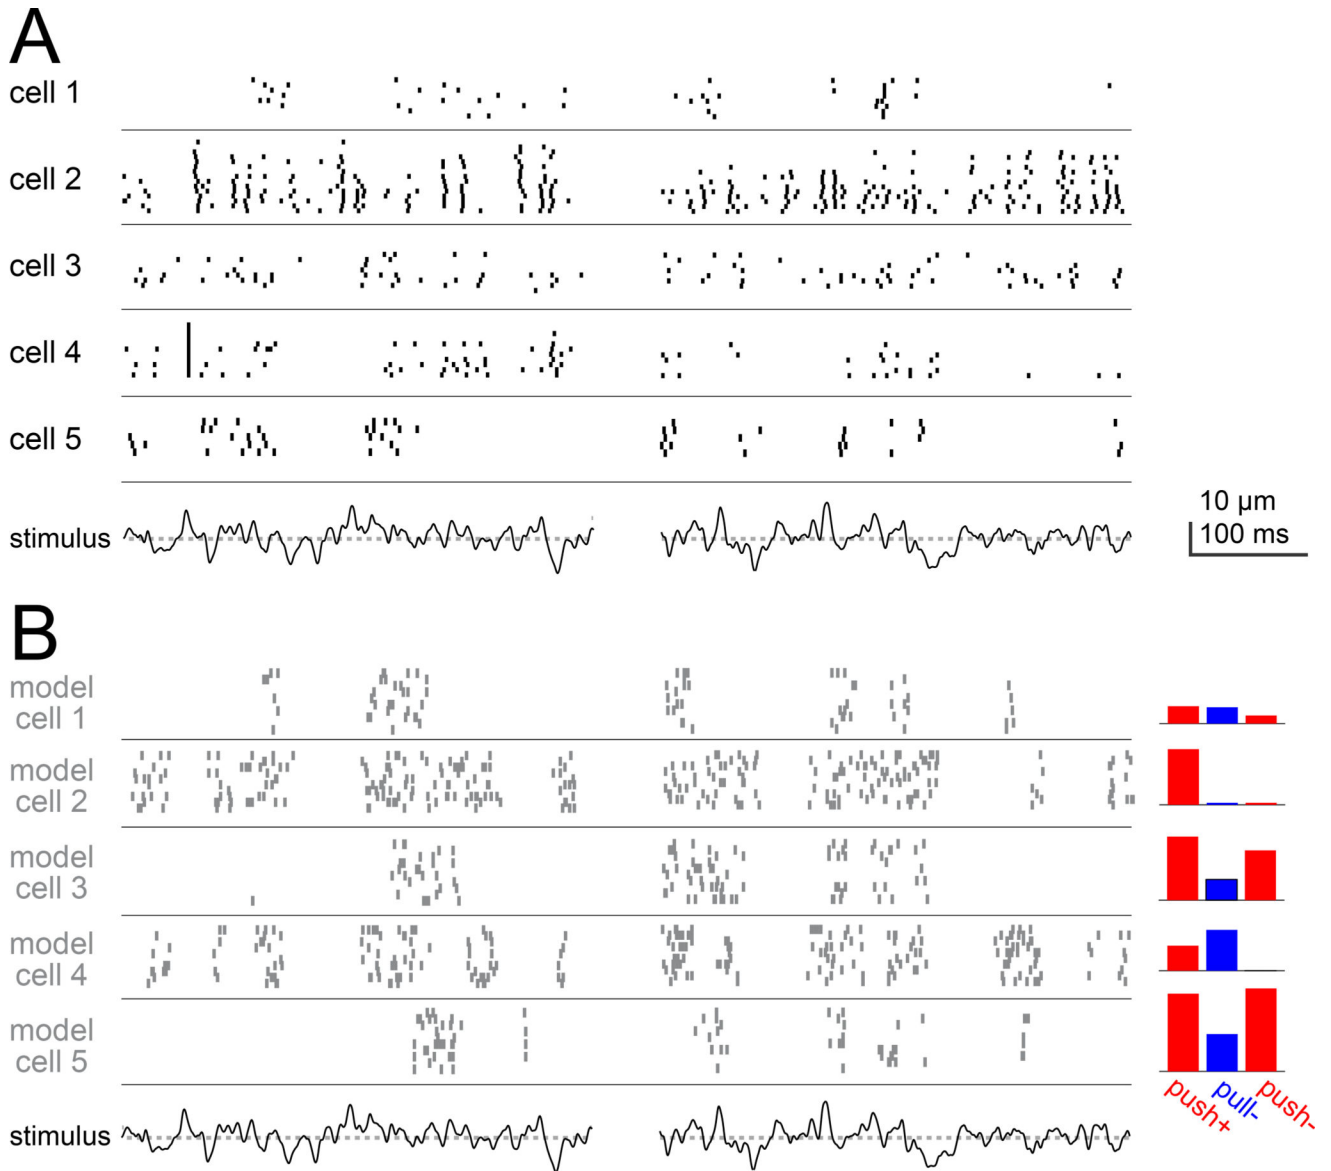 A
cell 1
cell 2
cell 3
cell 4
cell 5
stimulus
10 µm
100 ms
B
model
cell 1
model
cell 2
model
cell 3
model
cell 4
model
cell 5
push+
pull-
push-
stimulus